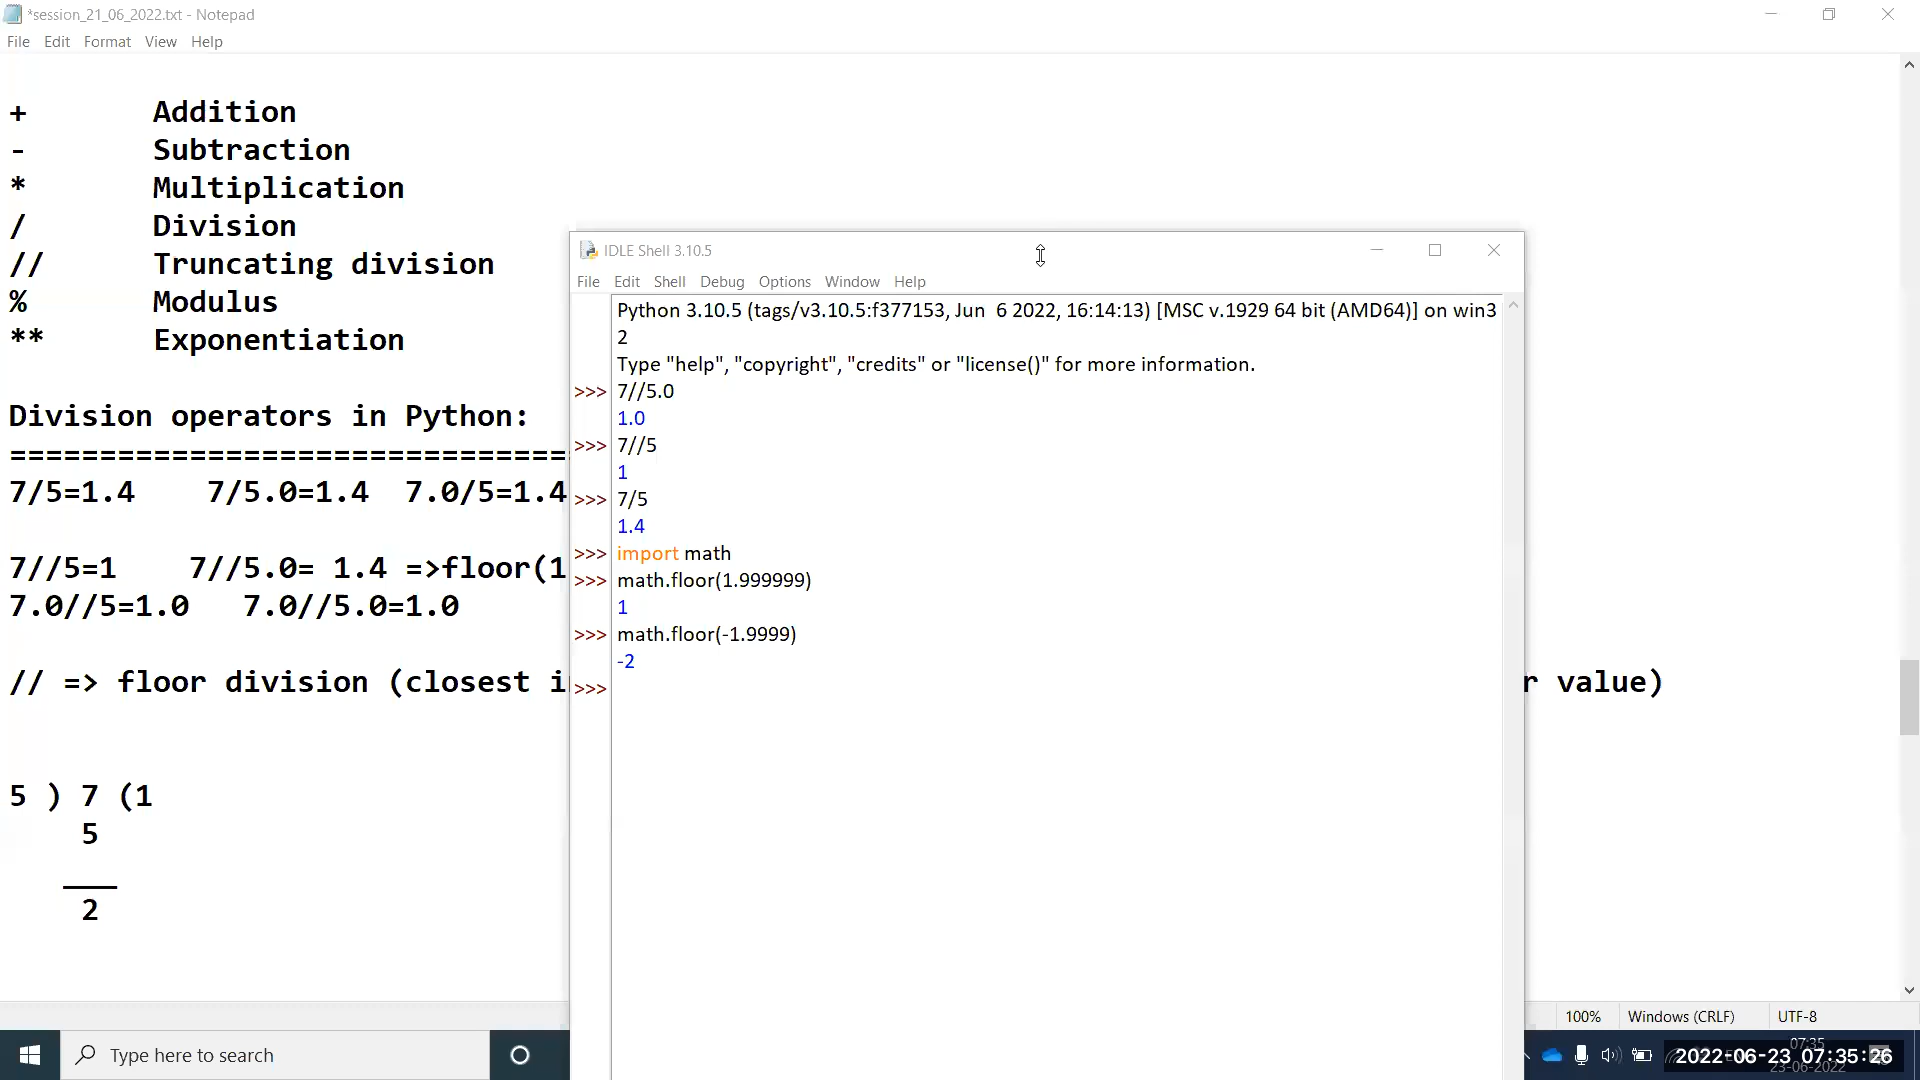 *session_21_06_2022.txt - Notepad
File Edit Format View Help
+ Addition
- Subtraction
* Multiplication
/ Division
// Truncating division
% Modulus
** Exponentiation
Division operators in Python:
===============================
7/5=1.4 7/5.0=1.4 7.0/5=1.4
7//5=1 7//5.0= 1.4 =>floor(1
7.0//5=1.0 7.0//5.0=1.0
// => floor division (closest i r value)
5 ) 7 (1
5
2
IDLE Shell 3.10.5
File Edit Shell Debug Options Window Help
Python 3.10.5 (tags/v3.10.5:f377153, Jun  6 2022, 16:14:13) [MSC v.1929 64 bit (AMD64)] on win3
2
Type "help", "copyright", "credits" or "license()" for more information.
>>> 7//5.0
1.0
>>> 7//5
1
>>> 7/5
1.4
>>> import math
>>> math.floor(1.999999)
1
>>> math.floor(-1.9999)
-2
>>>
100% Windows (CRLF) UTF-8
Type here to search
07:35
2022-06-23 07:35:26
23-06-2022